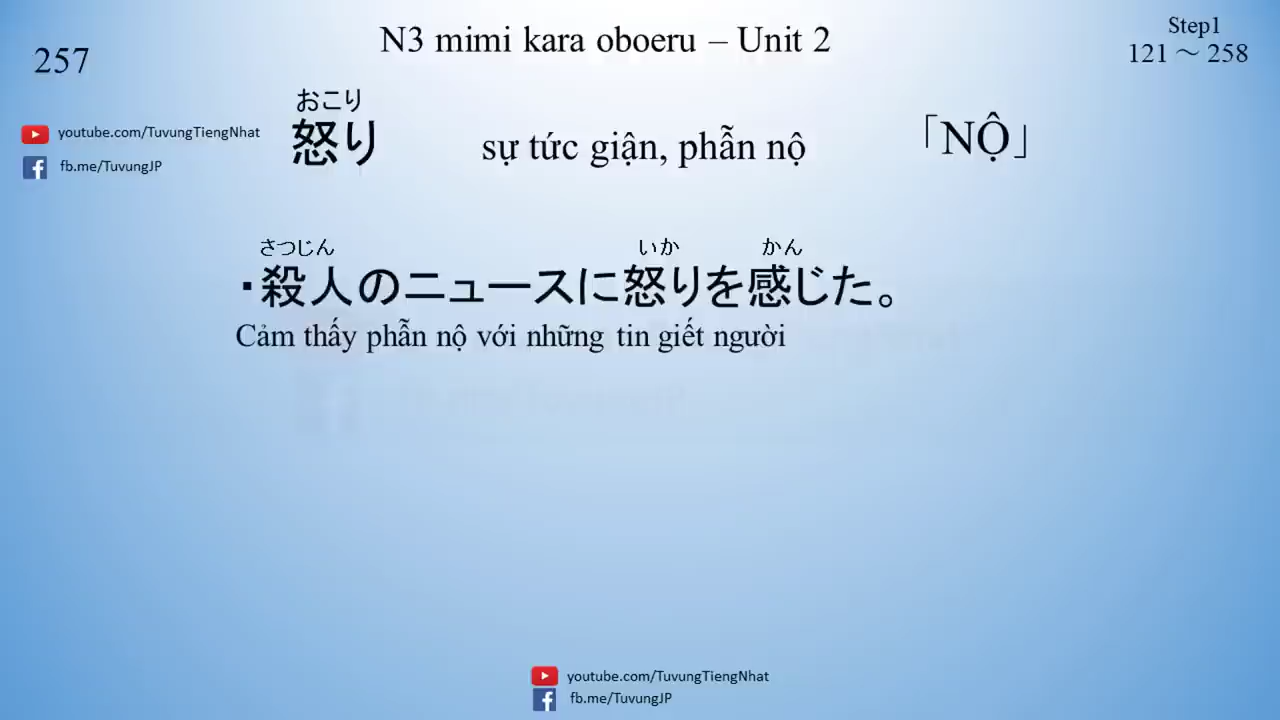 N3 mimi kara oboeru – Unit 2
Step1
121 ～ 258
257
youtube.com/TuvungTiengNhat
fb.me/TuvungJP
おこり
怒り
sự tức giận, phẫn nộ
「NỘ」
さつじん いか かん
・殺人のニュースに怒りを感じた。
Cảm thấy phẫn nộ với những tin giết người
youtube.com/TuvungTiengNhat
fb.me/TuvungJP